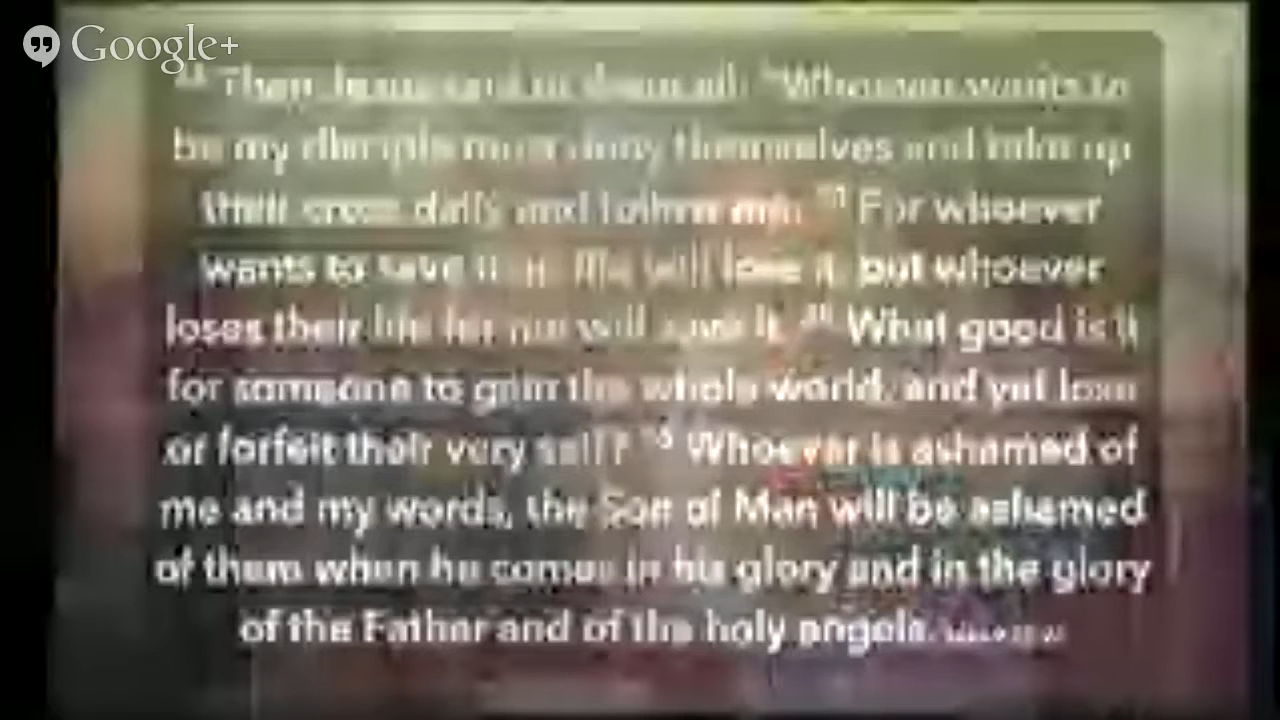 Google+
23 Then Jesus said to them all: "Whoever wants to
be my disciple must deny themselves and take up
their cross daily and follow me. 24 For whoever
wants to save their life will lose it, but whoever
loses their life for me will save it. 25 What good is it
for someone to gain the whole world, and yet lose
or forfeit their very self? 26 Whoever is ashamed of
me and my words, the Son of Man will be ashamed
of them when he comes in his glory and in the glory
of the Father and of the holy angels.